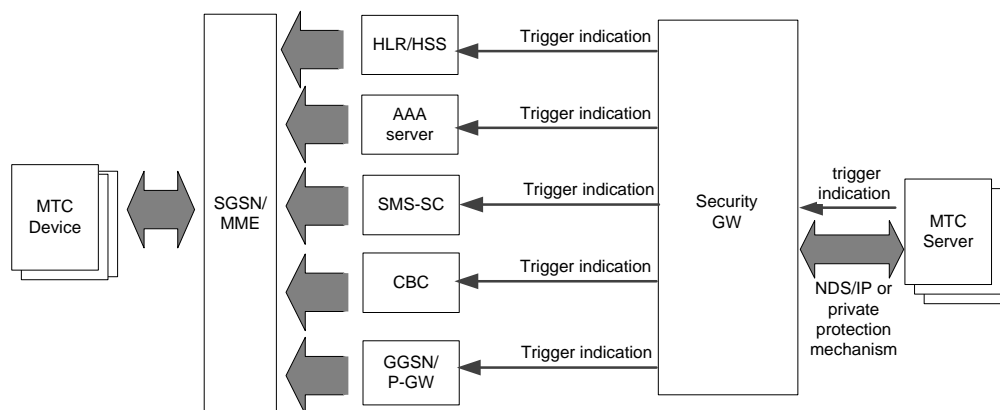 HLR/HSS
Trigger indication
AAA
server
Trigger indication
MTC
Device
SGSN/
MME
SMS-SC
Trigger indication
Security
GW
trigger
indication
MTC
Server
CBC
Trigger indication
NDS/IP or
private
protection
mechanism
GGSN/
P-GW
Trigger indication